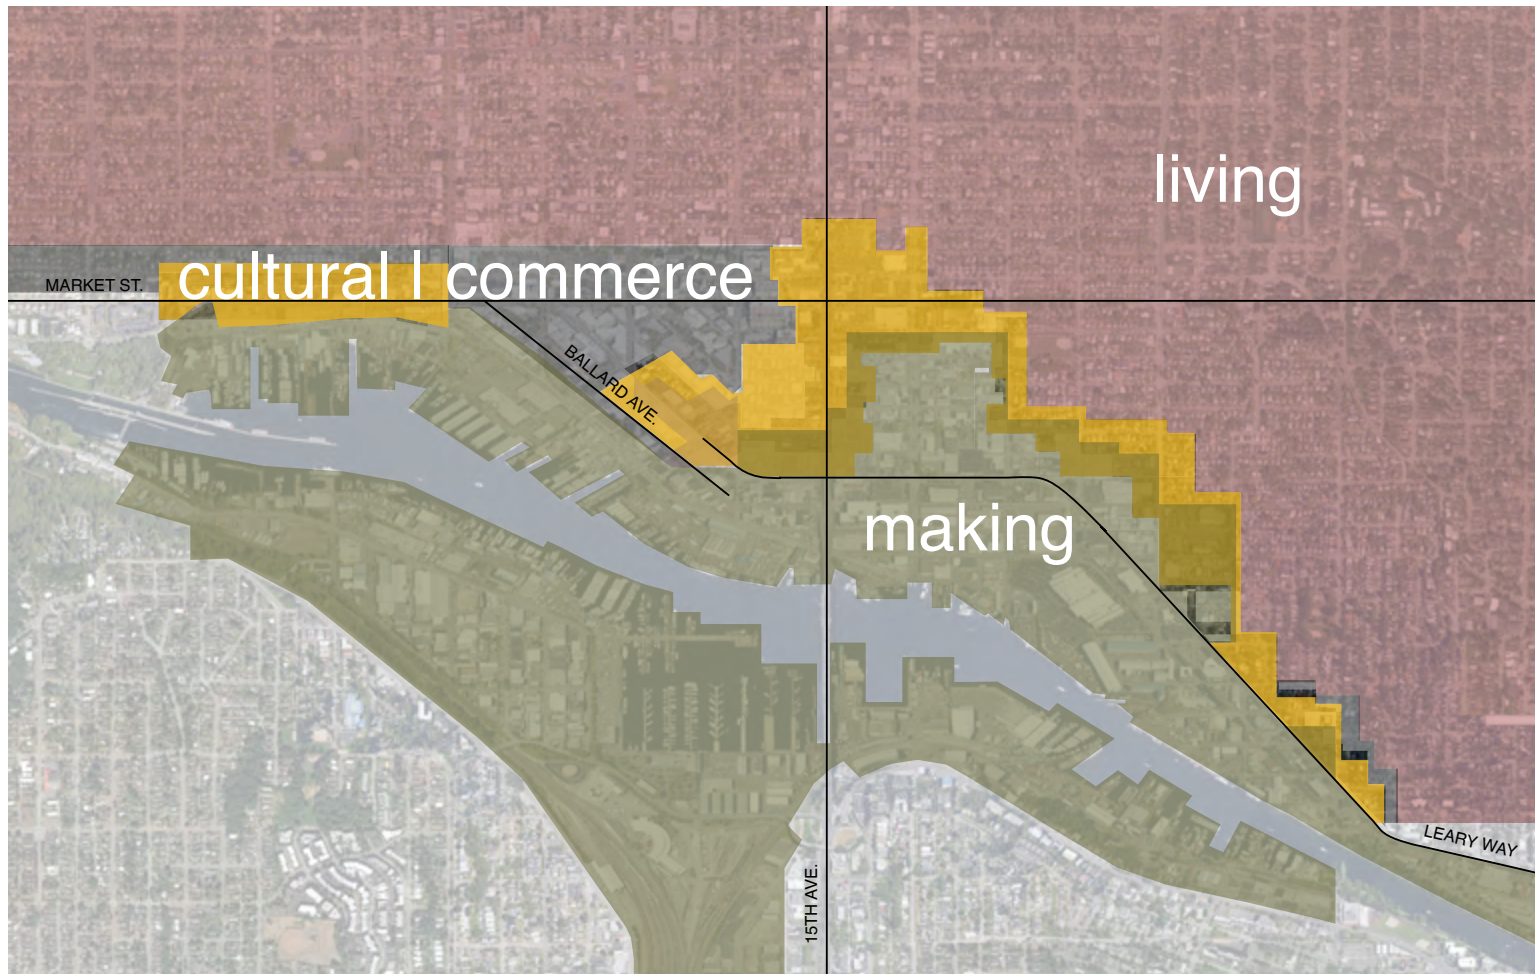 living
cultural | commerce
MARKET ST.
BALLARD AVE.
making
LEARY WAY
15TH AVE.